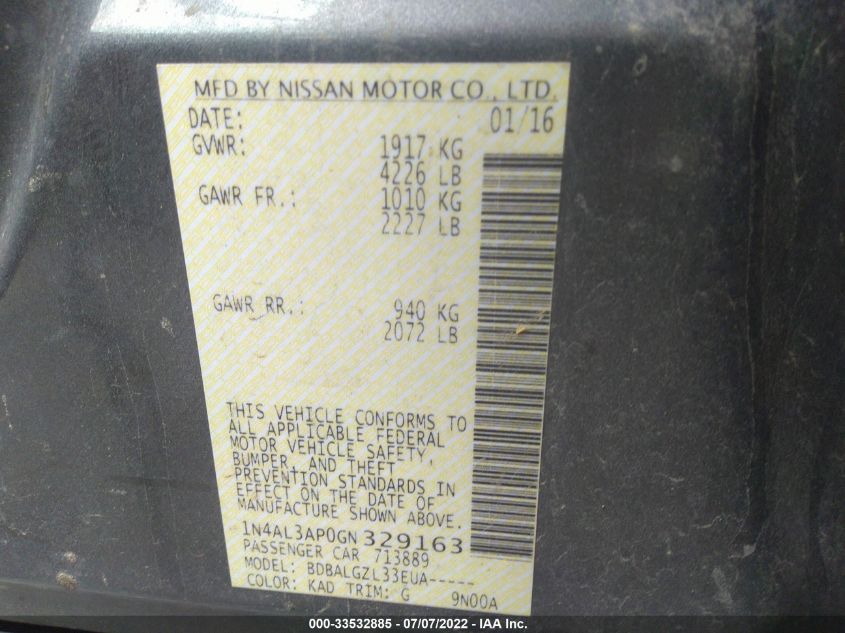 MFD BY NISSAN MOTOR CO., LTD.
DATE: 01/16
GVWR: 1917 KG
4226 LB
GAWR FR.: 1010 KG
2227 LB
GAWR RR.: 940 KG
2072 LB
THIS VEHICLE CONFORMS TO
ALL APPLICABLE FEDERAL
MOTOR VEHICLE SAFETY,
BUMPER, AND THEFT
PREVENTION STANDARDS IN
EFFECT ON THE DATE OF
MANUFACTURE SHOWN ABOVE.
1N4AL3AP0GN 329163
PASSENGER CAR 713889
MODEL: BDBALGZL33EUA-----
COLOR: KAD TRIM: G 9N00A
000-33532885 - 07/07/2022 - IAA Inc.